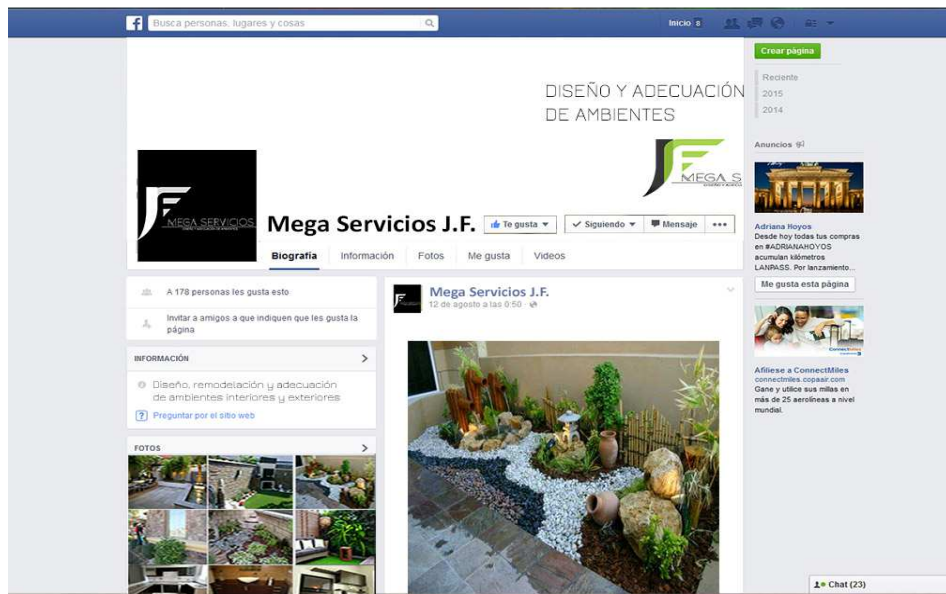 Busca personas, lugares y cosas
Inicio 8
DISEÑO Y ADECUACIÓN
DE AMBIENTES
MEGA S
MEGA SERVICIOS
Mega Servicios J.F.
Te gusta
Siguiendo
Mensaje
Biografía
Información
Fotos
Me gusta
Videos
A 178 personas les gusta esto
Invitar a amigos a que indiquen que les gusta la
página
INFORMACIÓN
Diseño, remodelación y adecuación
de ambientes interiores y exteriores
Preguntar por el sitio web
FOTOS
Mega Servicios J.F.
12 de agosto a las 0:50
Crear página
Reciente
2015
2014
Anuncios
Adriana Hoyos
Desde hoy todas tus compras
en #ADRIANAHOYOS
acumulan kilómetros
LANPASS. Por lanzamiento...
Me gusta esta página
ConnectMiles
Afíliese a ConnectMiles
connectmiles.copaair.com
Gane y utilice sus millas en
más de 25 aerolíneas a nivel
mundial.
Chat (23)